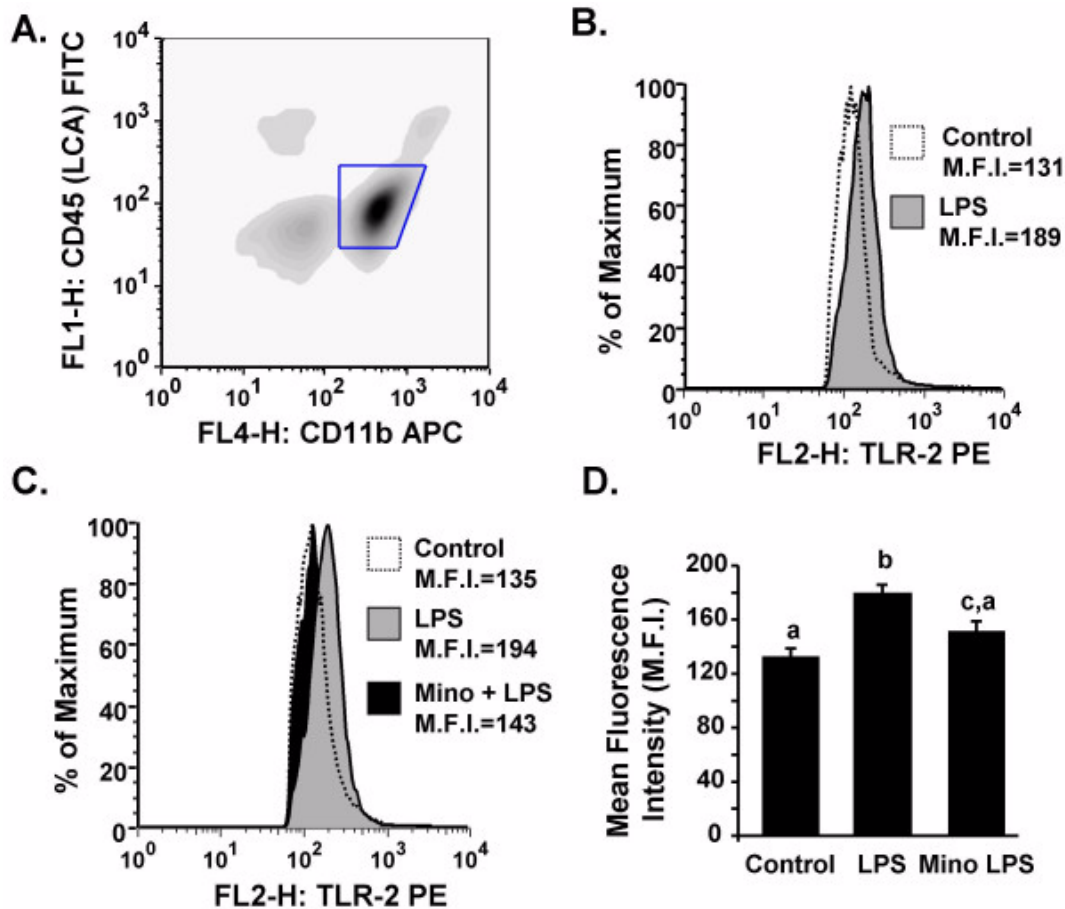 A.
FL1-H: CD45 (LCA) FITC
10^4
10^3
10^2
10^1
10^0
10^0 10^1 10^2 10^3 10^4
FL4-H: CD11b APC
B.
% of Maximum
100
80
60
40
20
0
10^0 10^1 10^2 10^3 10^4
FL2-H: TLR-2 PE
Control
M.F.I.=131
LPS
M.F.I.=189
C.
% of Maximum
100
80
60
40
20
0
10^0 10^1 10^2 10^3 10^4
FL2-H: TLR-2 PE
Control
M.F.I.=135
LPS
M.F.I.=194
Mino + LPS
M.F.I.=143
D.
Mean Fluorescence
Intensity (M.F.I.)
200
160
120
80
40
0
a
b
c,a
Control LPS Mino LPS